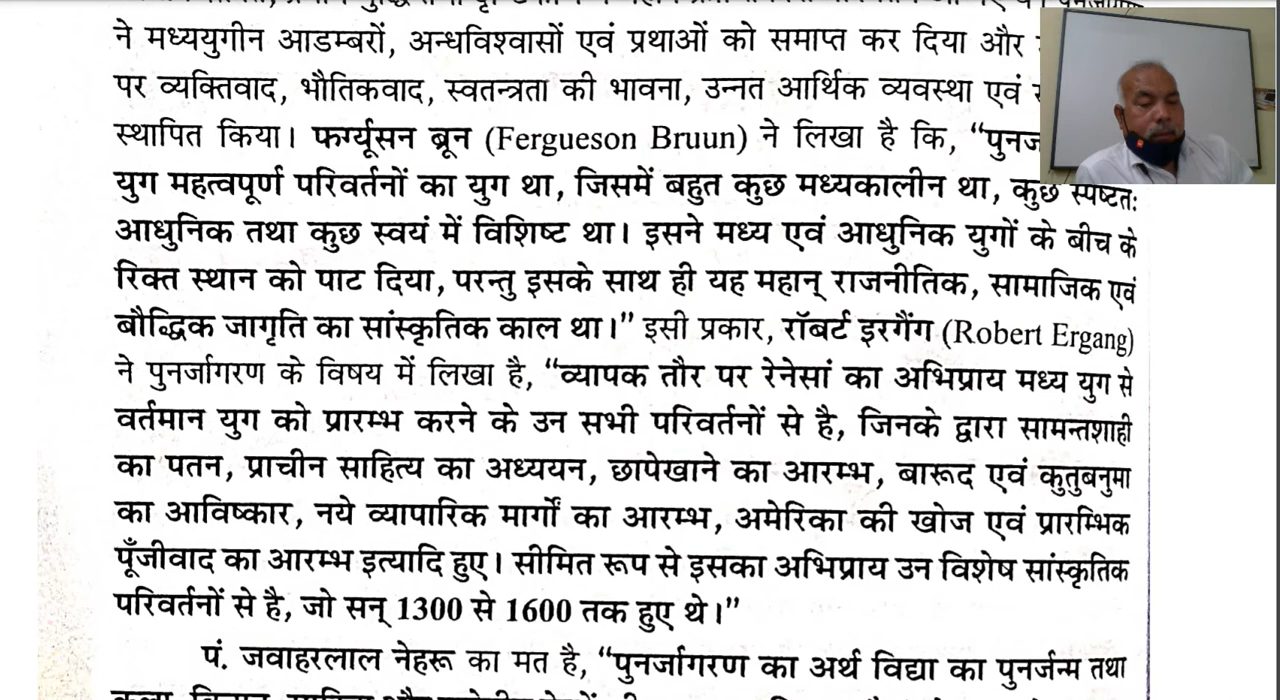 ने मध्ययुगीन आडम्बरों, अन्धविश्वासों एवं प्रथाओं को समाप्त कर दिया और
पर व्यक्तिवाद, भौतिकवाद, स्वतन्त्रता की भावना, उन्नत आर्थिक व्यवस्था एवं
स्थापित किया। फर्ग्यूसन ब्रून (Fergueson Bruun) ने लिखा है कि,
युग महत्वपूर्ण परिवर्तनों का युग था, जिसमें बहुत कुछ मध्यकालीन था, कुछ स्पष्टतः
आधुनिक तथा कुछ स्वयं में विशिष्ट था। इसने मध्य एवं आधुनिक युगों के बीच के
रिक्त स्थान को पाट दिया, परन्तु इसके साथ ही यह महान् राजनीतिक, सामाजिक एवं
बौद्धिक जागृति का सांस्कृतिक काल था।” इसी प्रकार, रॉबर्ट इरगैंग (Robert Ergang)
ने पुनर्जागरण के विषय में लिखा है, “व्यापक तौर पर रेनेसां का अभिप्राय मध्य युग से
वर्तमान युग को प्रारम्भ करने के उन सभी परिवर्तनों से है, जिनके द्वारा सामन्तशाही
का पतन, प्राचीन साहित्य का अध्ययन, छापेखाने का आरम्भ, बारूद एवं कुतुबनुमा
का आविष्कार, नये व्यापारिक मार्गों का आरम्भ, अमेरिका की खोज एवं प्रारम्भिक
पूँजीवाद का आरम्भ इत्यादि हुए। सीमित रूप से इसका अभिप्राय उन विशेष सांस्कृतिक
परिवर्तनों से है, जो सन् 1300 से 1600 तक हुए थे।”
पं. जवाहरलाल नेहरू का मत है, “पुनर्जागरण का अर्थ विद्या का पुनर्जन्म तथा